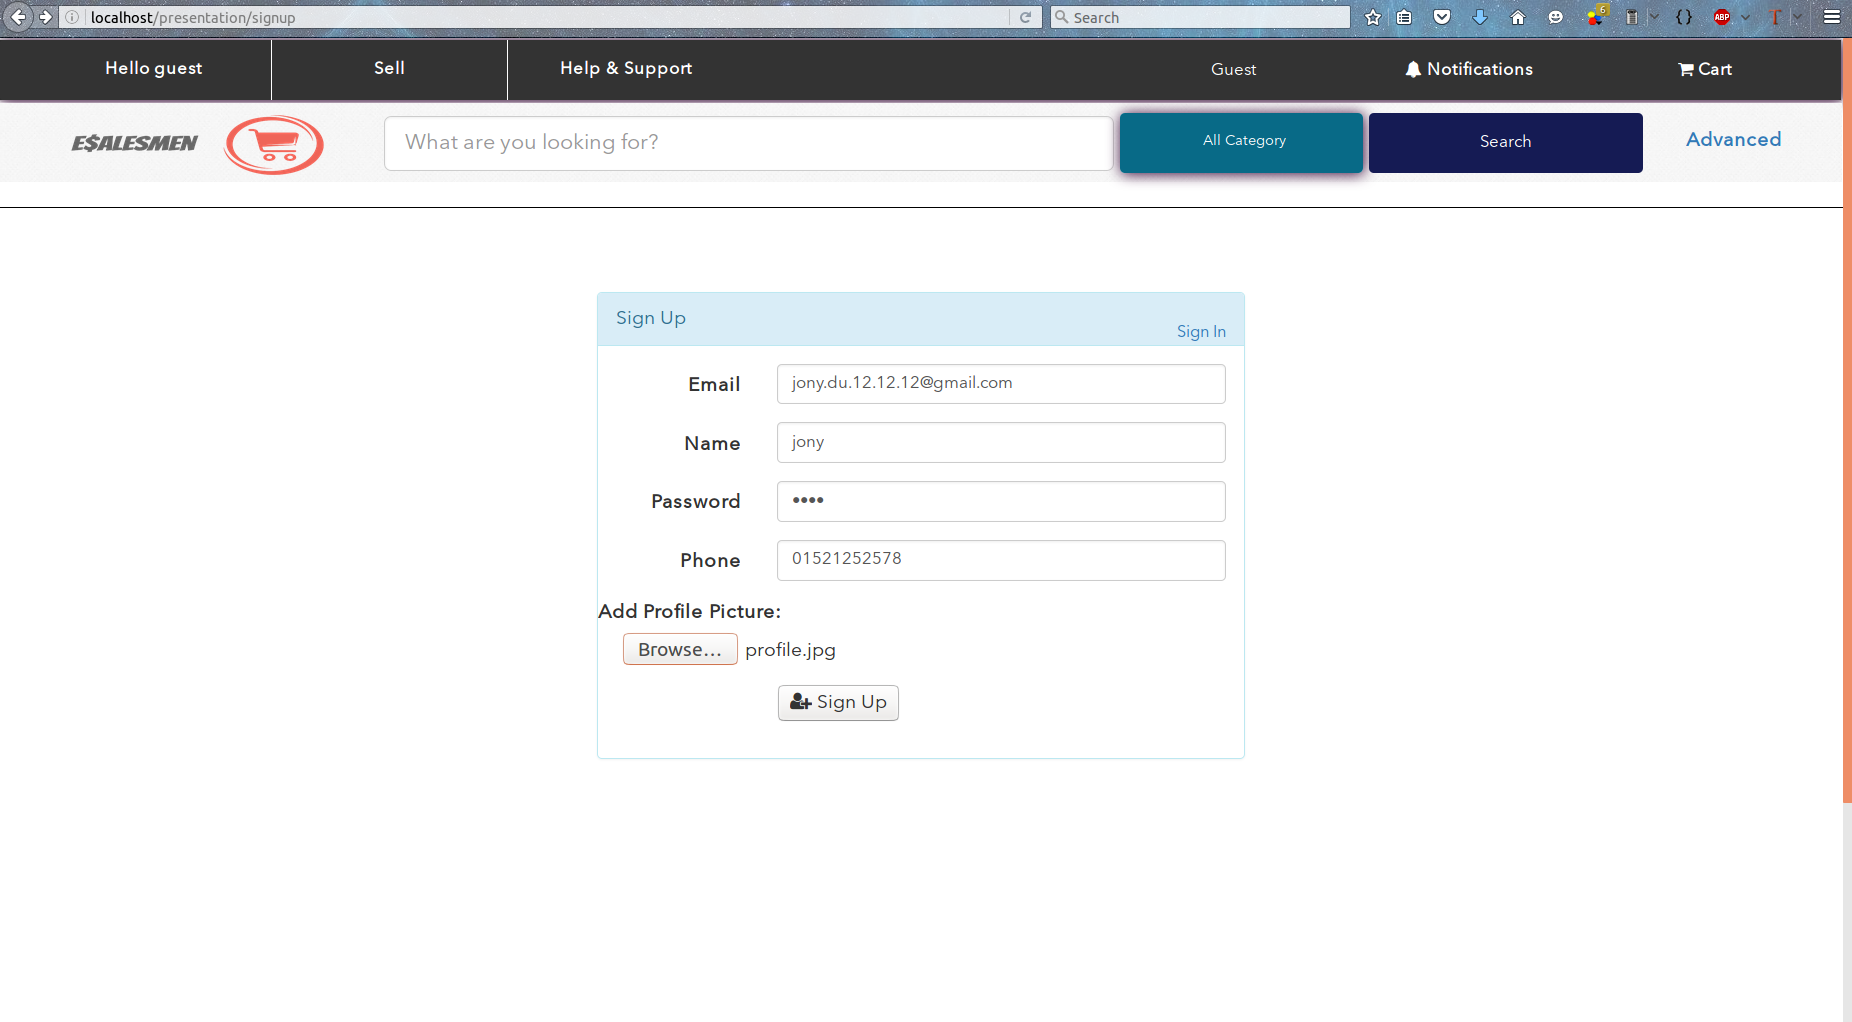 localhost/presentation/signup
Search
6
ABP
Hello guest
Sell
Help & Support
Guest
Notifications
Cart
E$ALESMEN
What are you looking for?
All Category
Search
Advanced
Sign Up
Sign In
Email
jony.du.12.12.12@gmail.com
Name
jony
Password
••••
Phone
01521252578
Add Profile Picture:
Browse...
profile.jpg
Sign Up